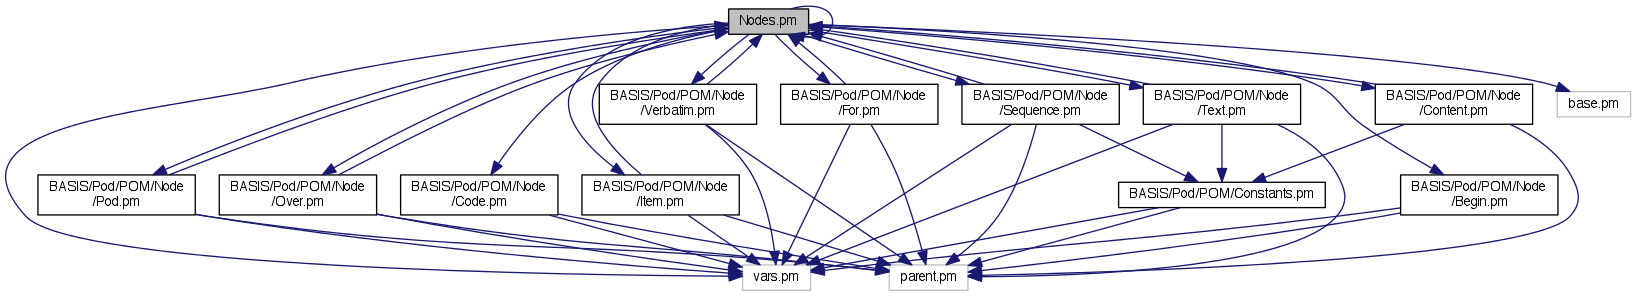 Nodes.pm
BASIS/Pod/POM/Node
/Verbatim.pm
BASIS/Pod/POM/Node
/For.pm
BASIS/Pod/POM/Node
/Sequence.pm
BASIS/Pod/POM/Node
/Text.pm
BASIS/Pod/POM/Node
/Content.pm
base.pm
BASIS/Pod/POM/Node
/Pod.pm
BASIS/Pod/POM/Node
/Over.pm
BASIS/Pod/POM/Node
/Code.pm
BASIS/Pod/POM/Node
/Item.pm
BASIS/Pod/POM/Constants.pm
BASIS/Pod/POM/Node
/Begin.pm
vars.pm
parent.pm